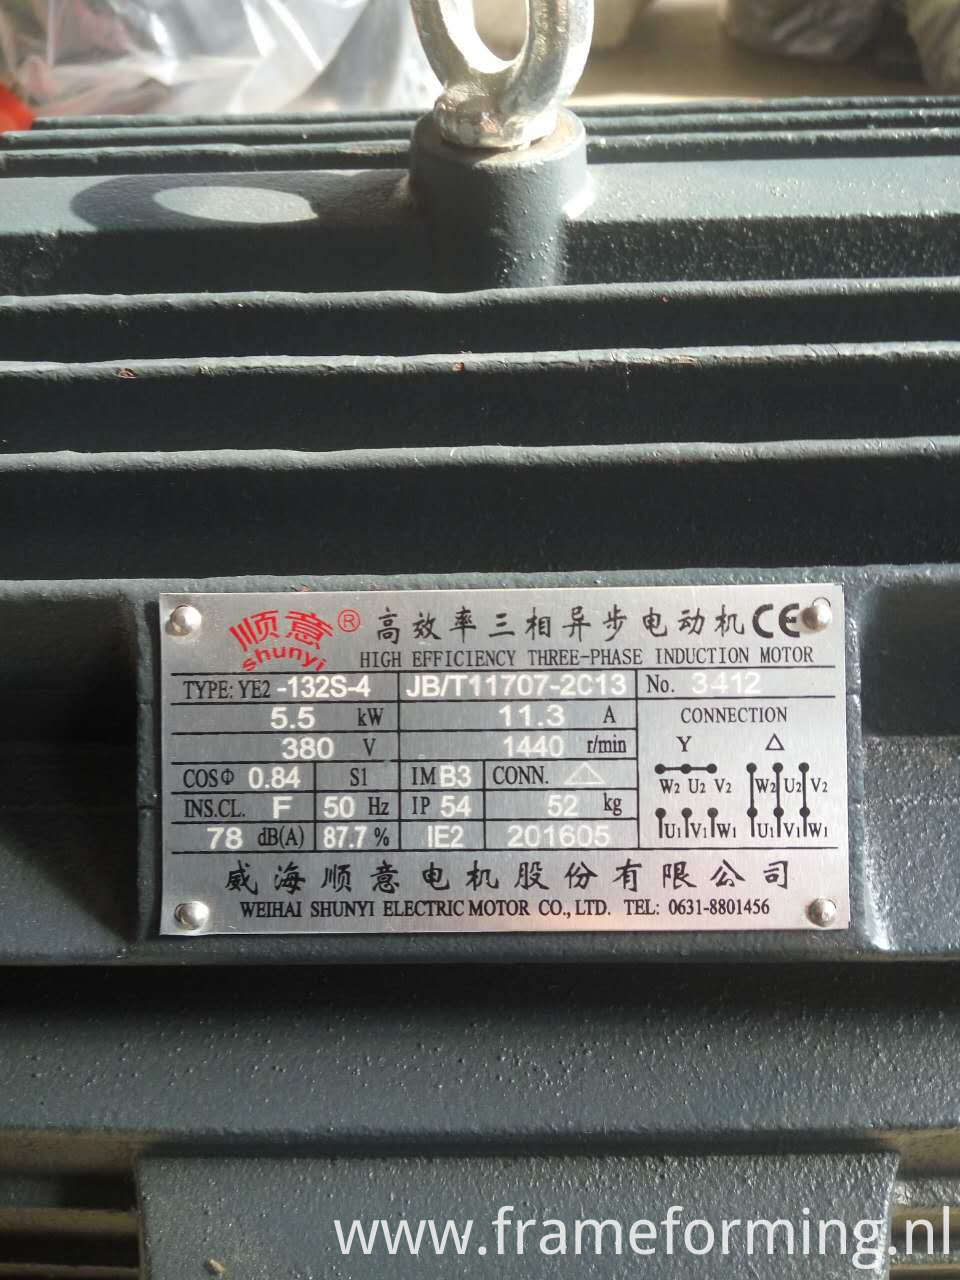 顺意® 高效率三相异步电动机 CE
shunyi HIGH EFFICIENCY THREE-PHASE INDUCTION MOTOR
TYPE: YE2 -132S-4 JB/T11707-2C13 No. 3412
5.5 kW 11.3 A CONNECTION
380 V 1440 r/min Y △
COSΦ 0.84 S1 IM B3 CONN. △ W2 U2 V2 W2 U2 V2
INS.CL. F 50 Hz IP 54 52 kg U1 V1 W1 U1 V1 W1
78 dB(A) 87.7 % IE2 201605
威海顺意电机股份有限公司
WEIHAI SHUNYI ELECTRIC MOTOR CO., LTD. TEL: 0631-8801456
www.frameforming.nl